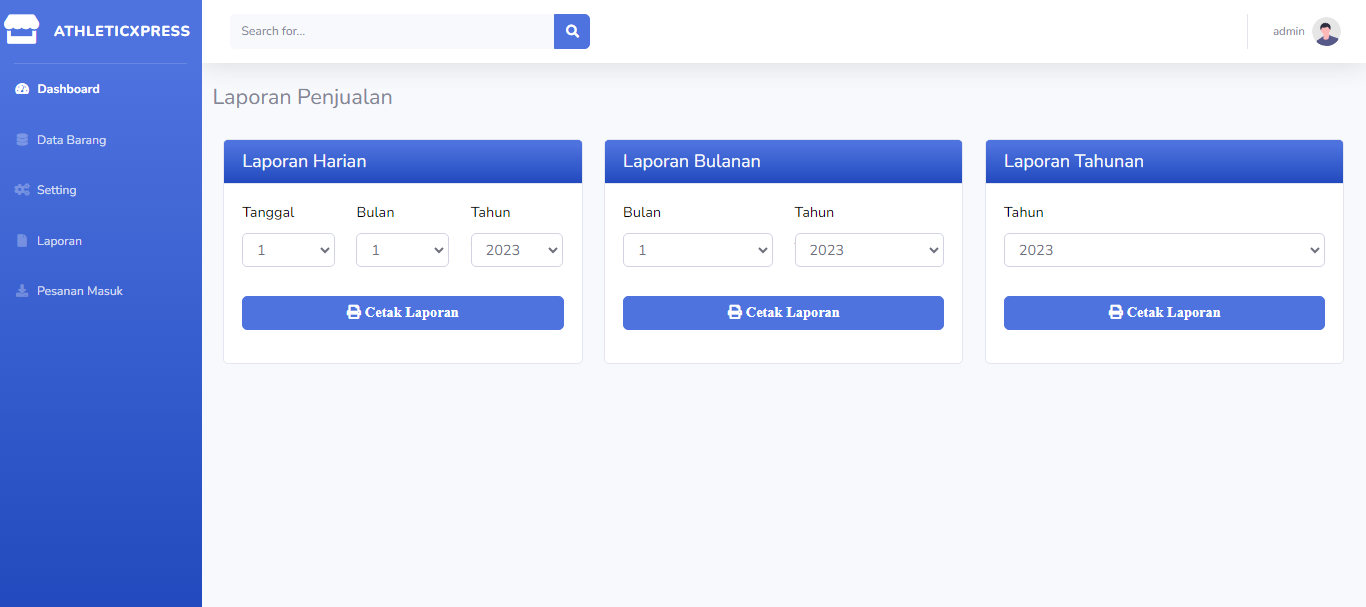 ATHLETICXPRESS
Search for...
admin
Dashboard
Data Barang
Setting
Laporan
Pesanan Masuk
Laporan Penjualan
Laporan Harian
Tanggal Bulan Tahun
1 1 2023
Cetak Laporan
Laporan Bulanan
Bulan Tahun
1 2023
Cetak Laporan
Laporan Tahunan
Tahun
2023
Cetak Laporan